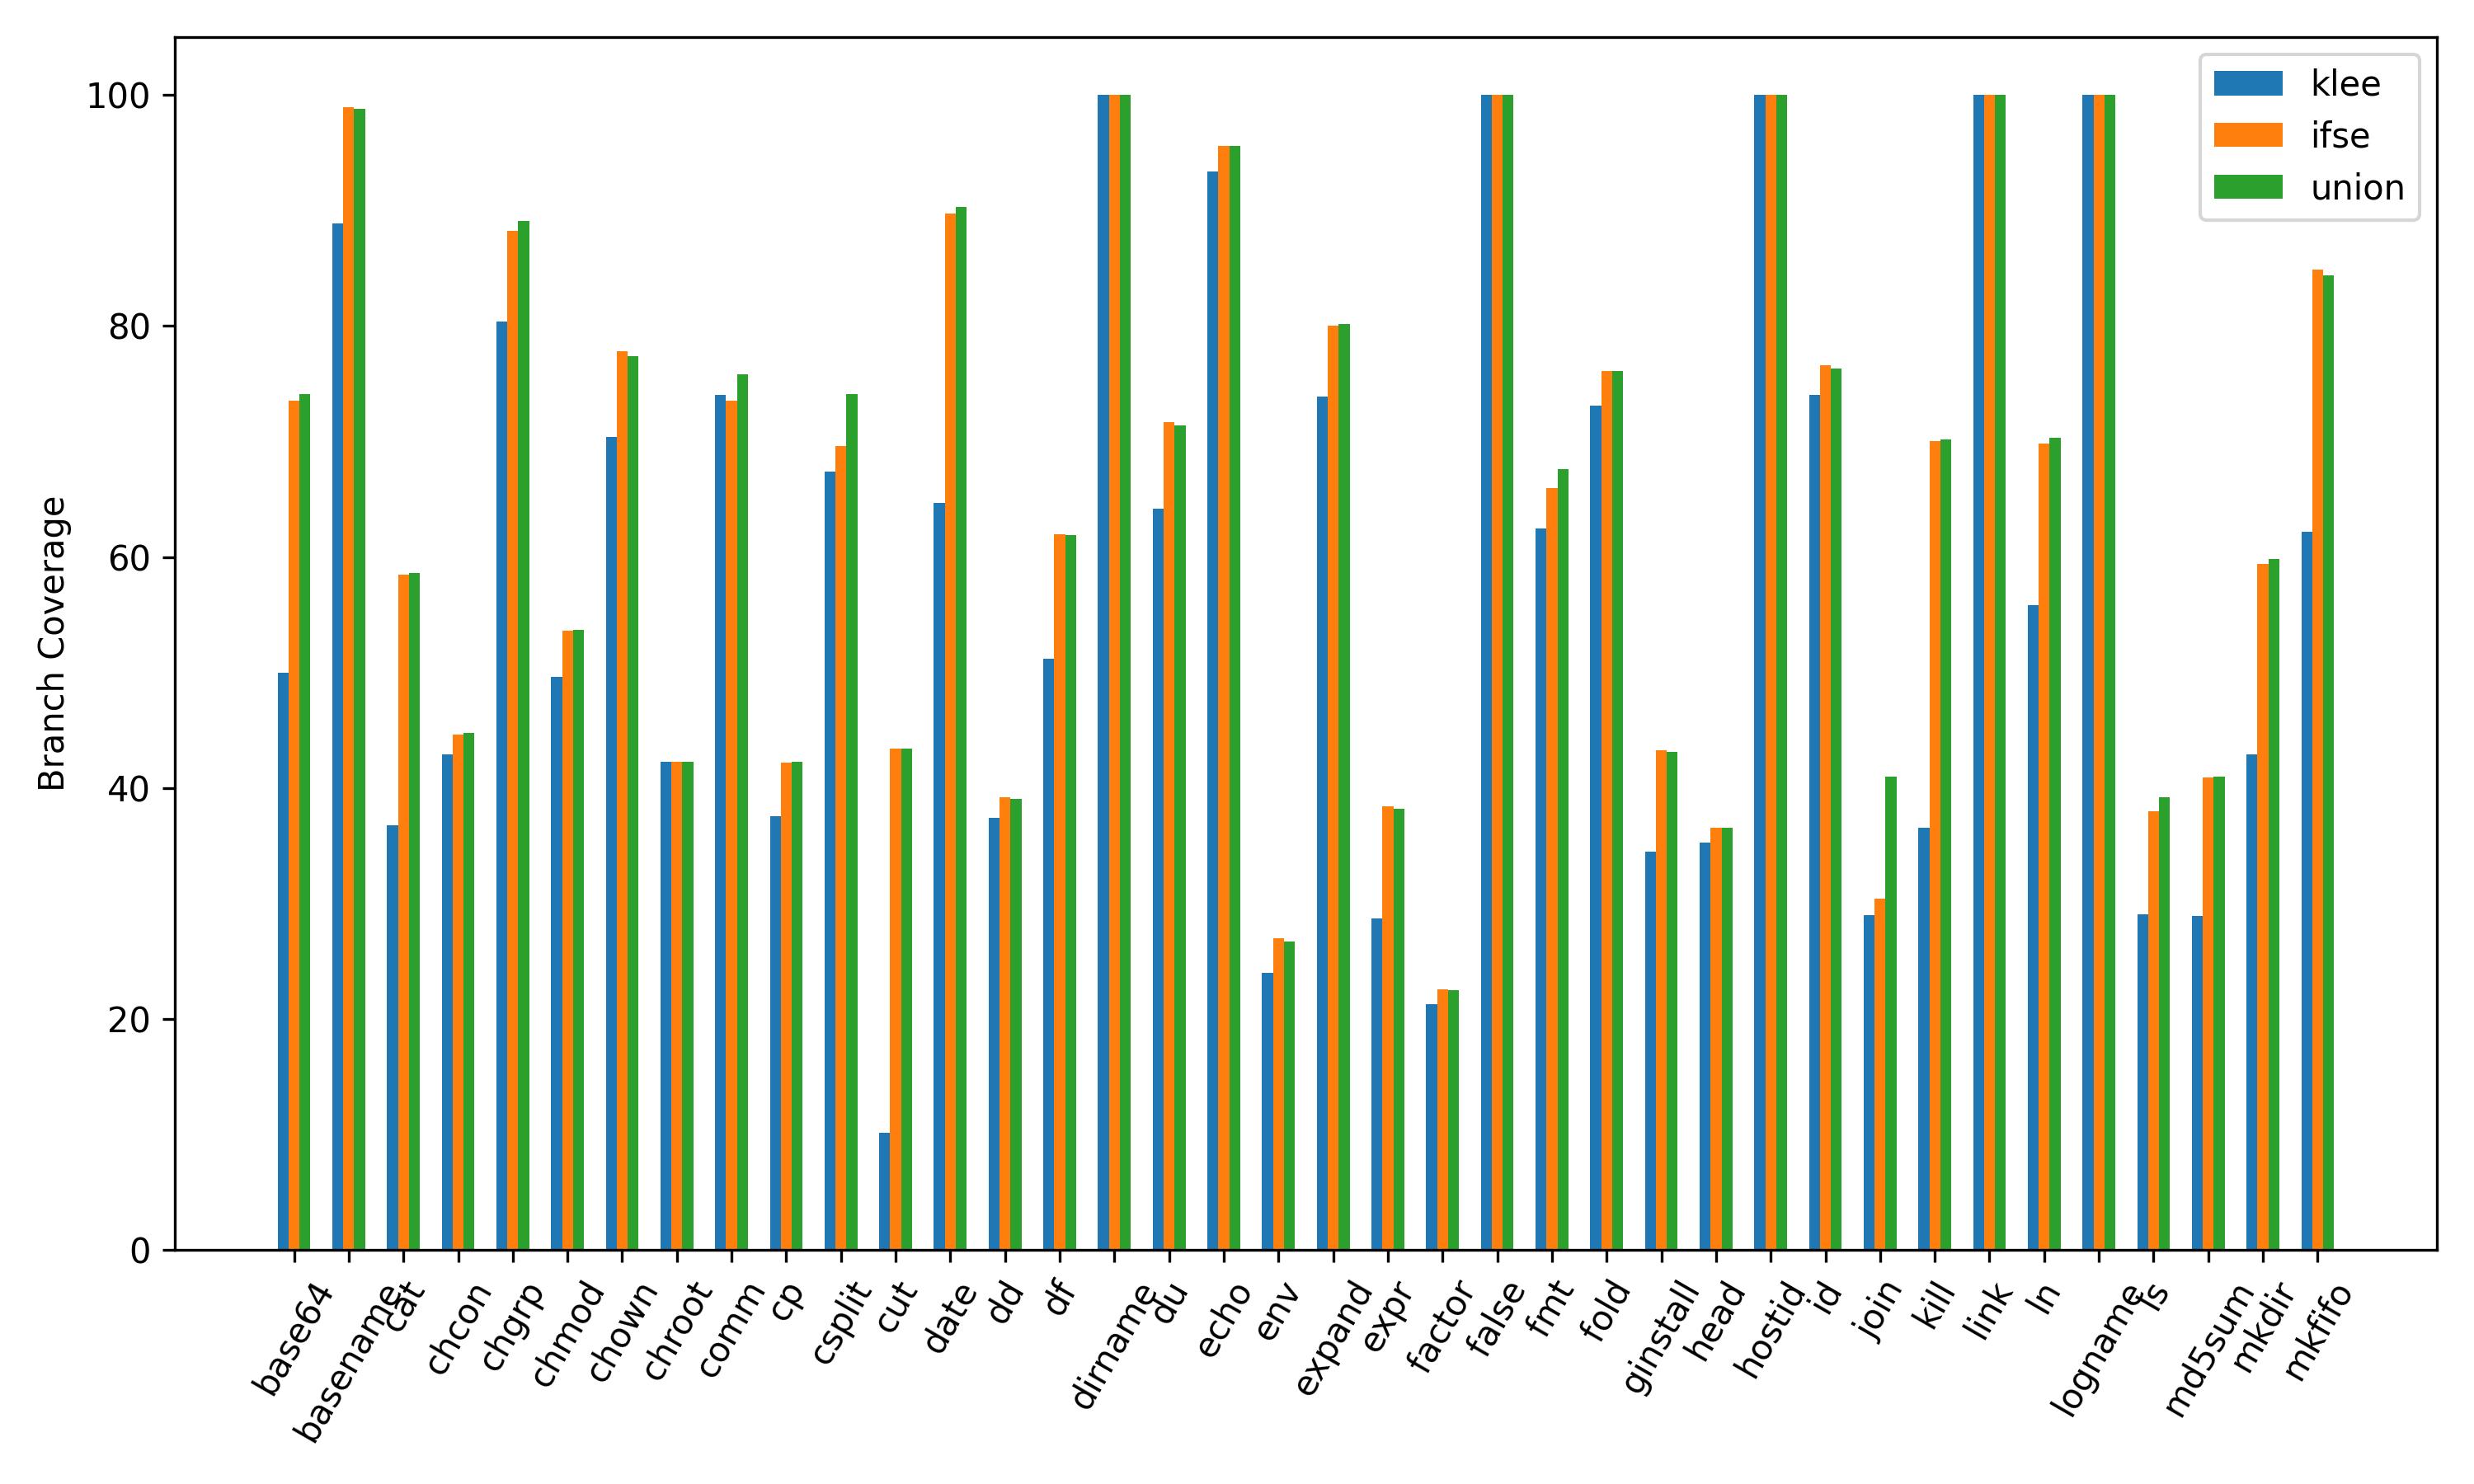 Branch Coverage
100
80
60
40
20
0
klee
ifse
union
base64
basename
cat
chcon
chgrp
chmod
chown
chroot
comm
cp
csplit
cut
date
dd
df
dirname
du
echo
env
expand
expr
factor
false
fmt
fold
ginstall
head
hostid
id
join
kill
link
ln
logname
ls
md5sum
mkdir
mkfifo